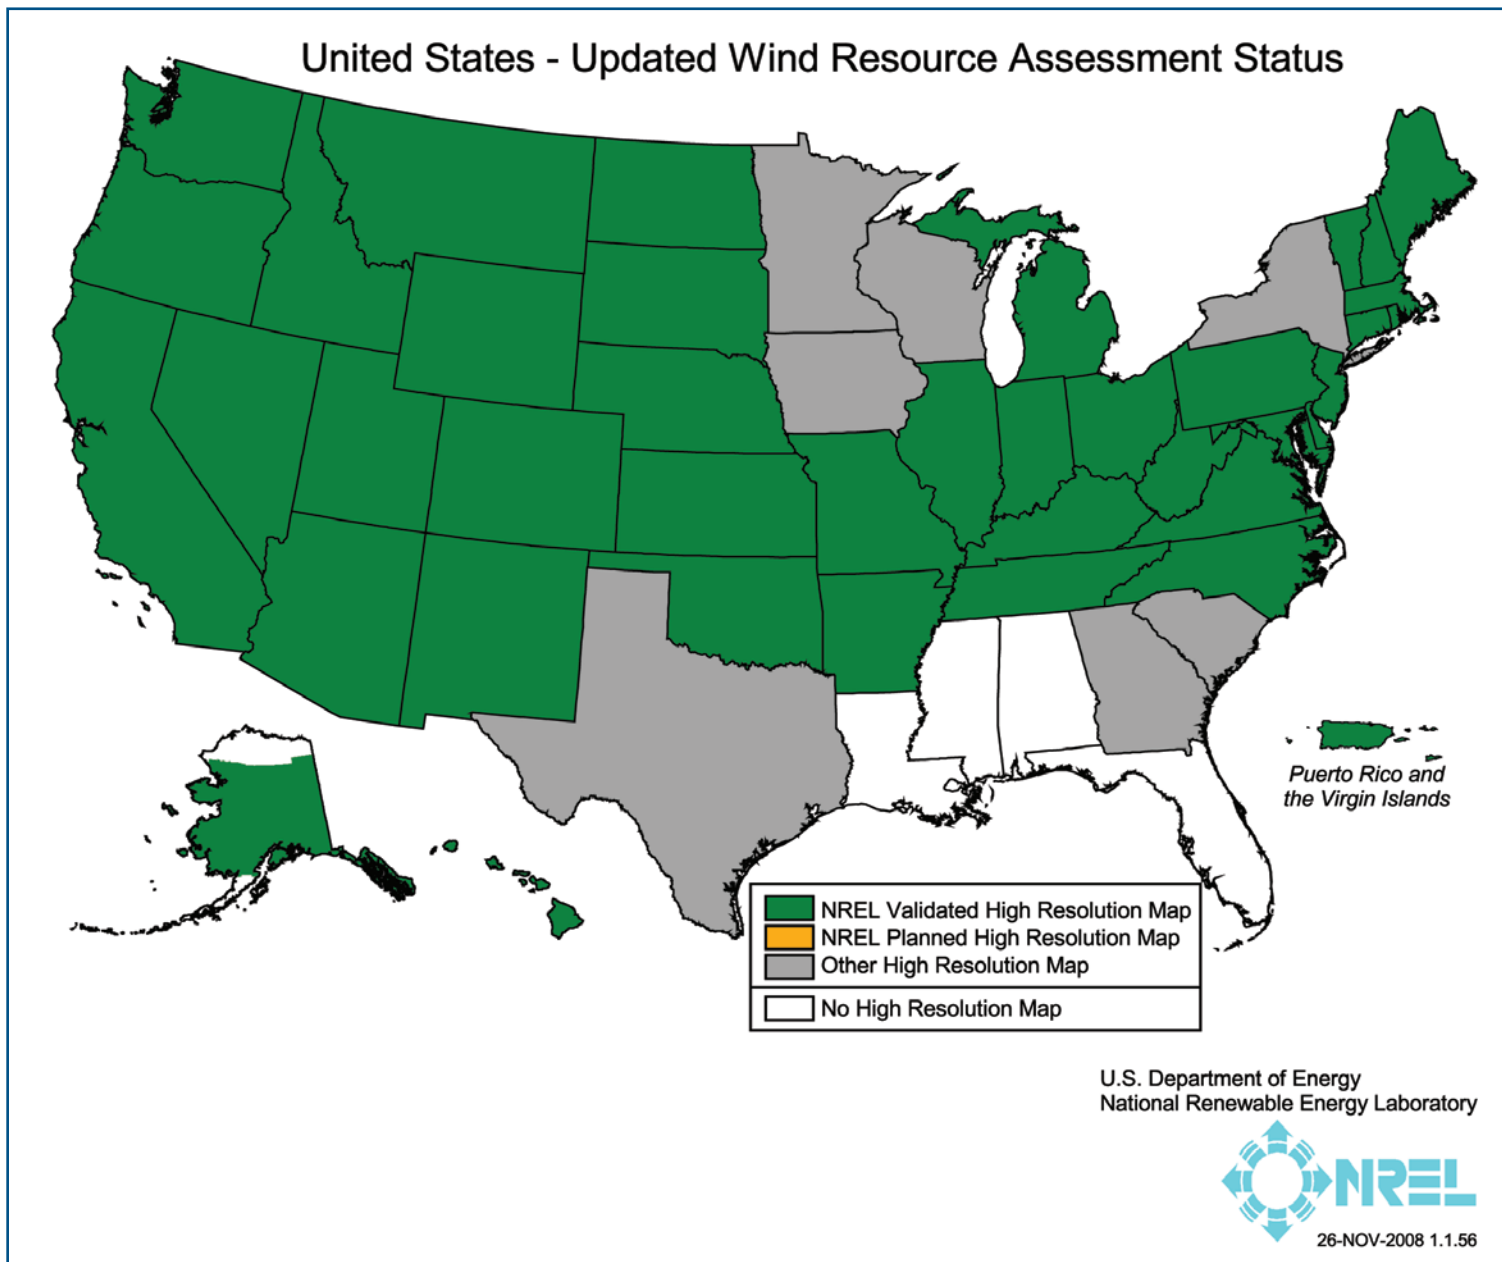 United States - Updated Wind Resource Assessment Status
Puerto Rico and
the Virgin Islands
NREL Validated High Resolution Map
NREL Planned High Resolution Map
Other High Resolution Map
No High Resolution Map
U.S. Department of Energy
National Renewable Energy Laboratory
NREL
26-NOV-2008 1.1.56